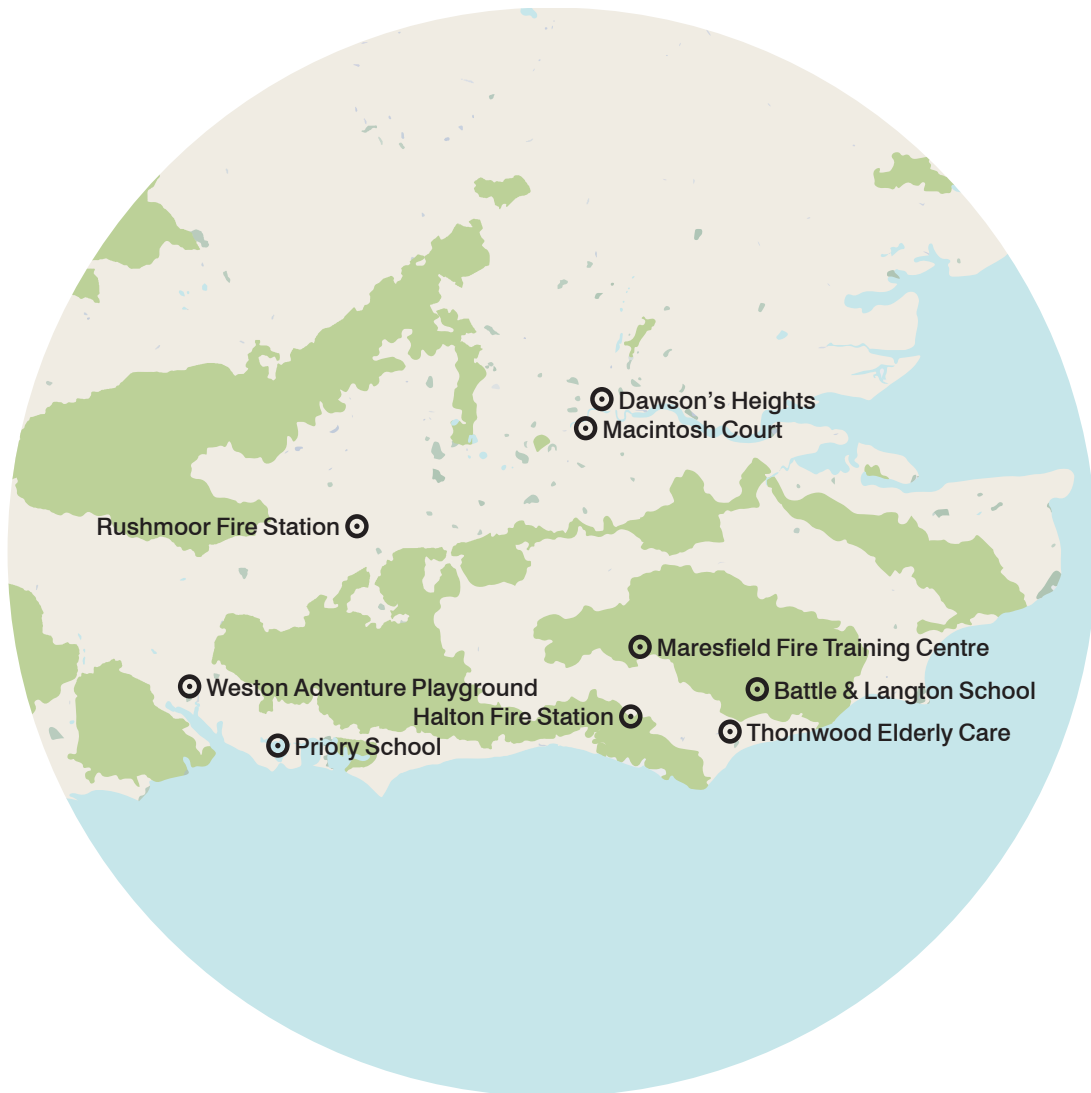 Dawson’s Heights
Macintosh Court
Rushmoor Fire Station
Maresfield Fire Training Centre
Weston Adventure Playground
Battle & Langton School
Halton Fire Station
Thornwood Elderly Care
Priory School